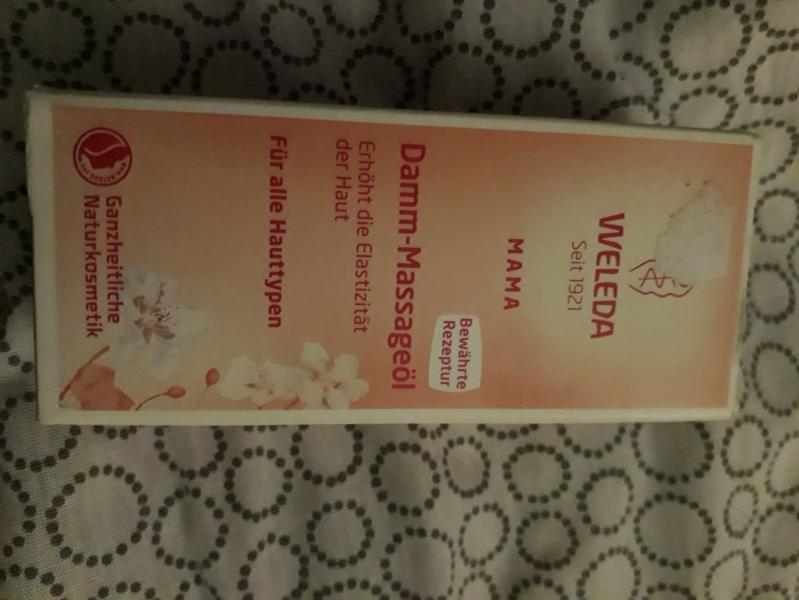 WELEDA
Seit 1921
MAMA
Bewährte
Rezeptur
Damm-Massageöl
Erhöht die Elastizität
der Haut
Für alle Hauttypen
Ganzheitliche
Naturkosmetik